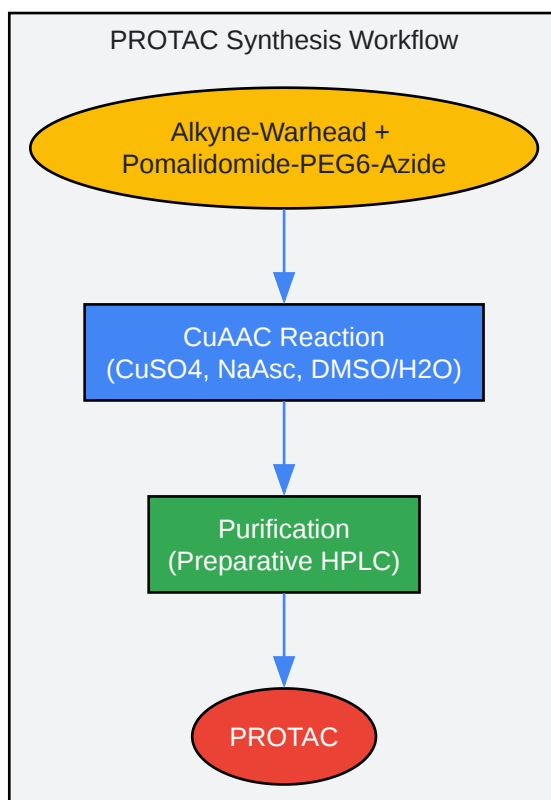 PROTAC Synthesis Workflow
Alkyne-Warhead +
Pomalidomide-PEG6-Azide
CuAAC Reaction
(CuSO4, NaAsc, DMSO/H2O)
Purification
(Preparative HPLC)
PROTAC